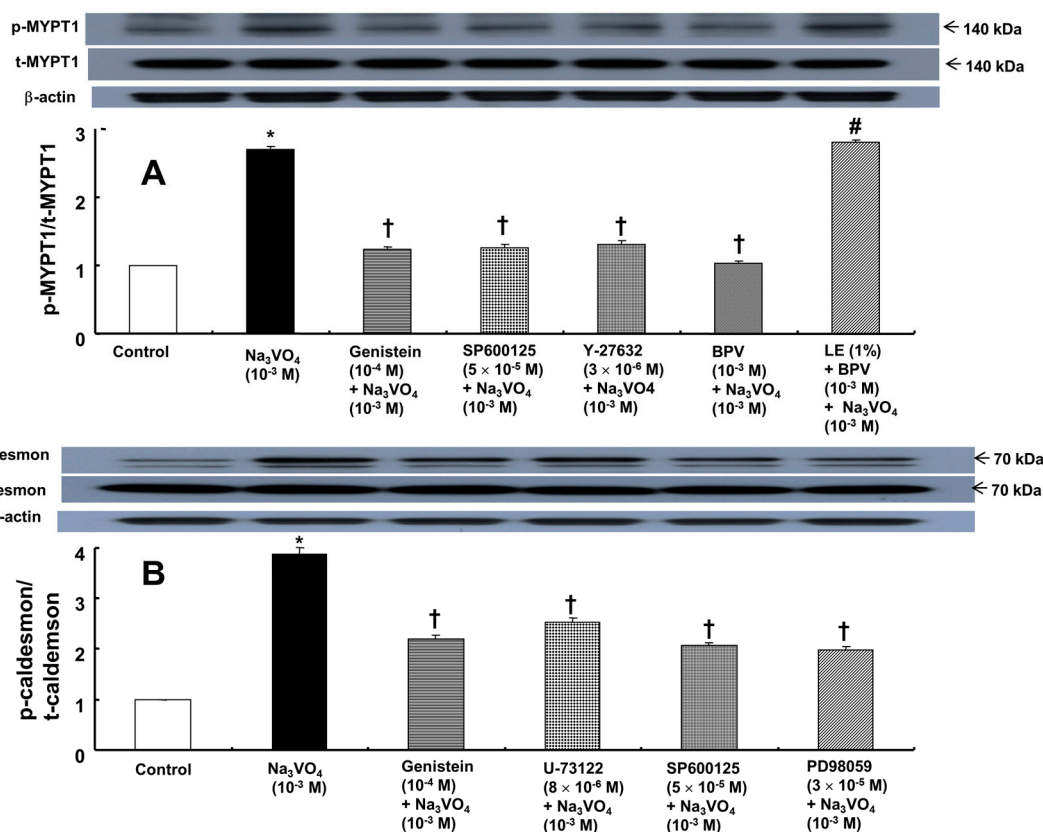 p-MYPT1
← 140 kDa
t-MYPT1
← 140 kDa
β-actin
A
p-MYPT1/t-MYPT1
3
2
1
0
*
†
†
†
†
#
Control
Na₃VO₄
(10⁻³ M)
Genistein
(10⁻⁴ M)
+ Na₃VO₄
(10⁻³ M)
SP600125
(5 × 10⁻⁵ M)
+ Na₃VO₄
(10⁻³ M)
Y-27632
(3 × 10⁻⁶ M)
+ Na₃VO4
(10⁻³ M)
BPV
(10⁻³ M)
+ Na₃VO₄
(10⁻³ M)
LE (1%)
+ BPV
(10⁻³ M)
+ Na₃VO₄
(10⁻³ M)
esmon
← 70 kDa
esmon
← 70 kDa
-actin
B
p-caldesmon/
t-caldemson
4
3
2
1
0
*
†
†
†
†
Control
Na₃VO₄
(10⁻³ M)
Genistein
(10⁻⁴ M)
+ Na₃VO₄
(10⁻³ M)
U-73122
(8 × 10⁻⁶ M)
+ Na₃VO₄
(10⁻³ M)
SP600125
(5 × 10⁻⁵ M)
+ Na₃VO₄
(10⁻³ M)
PD98059
(3 × 10⁻⁵ M)
+ Na₃VO₄
(10⁻³ M)